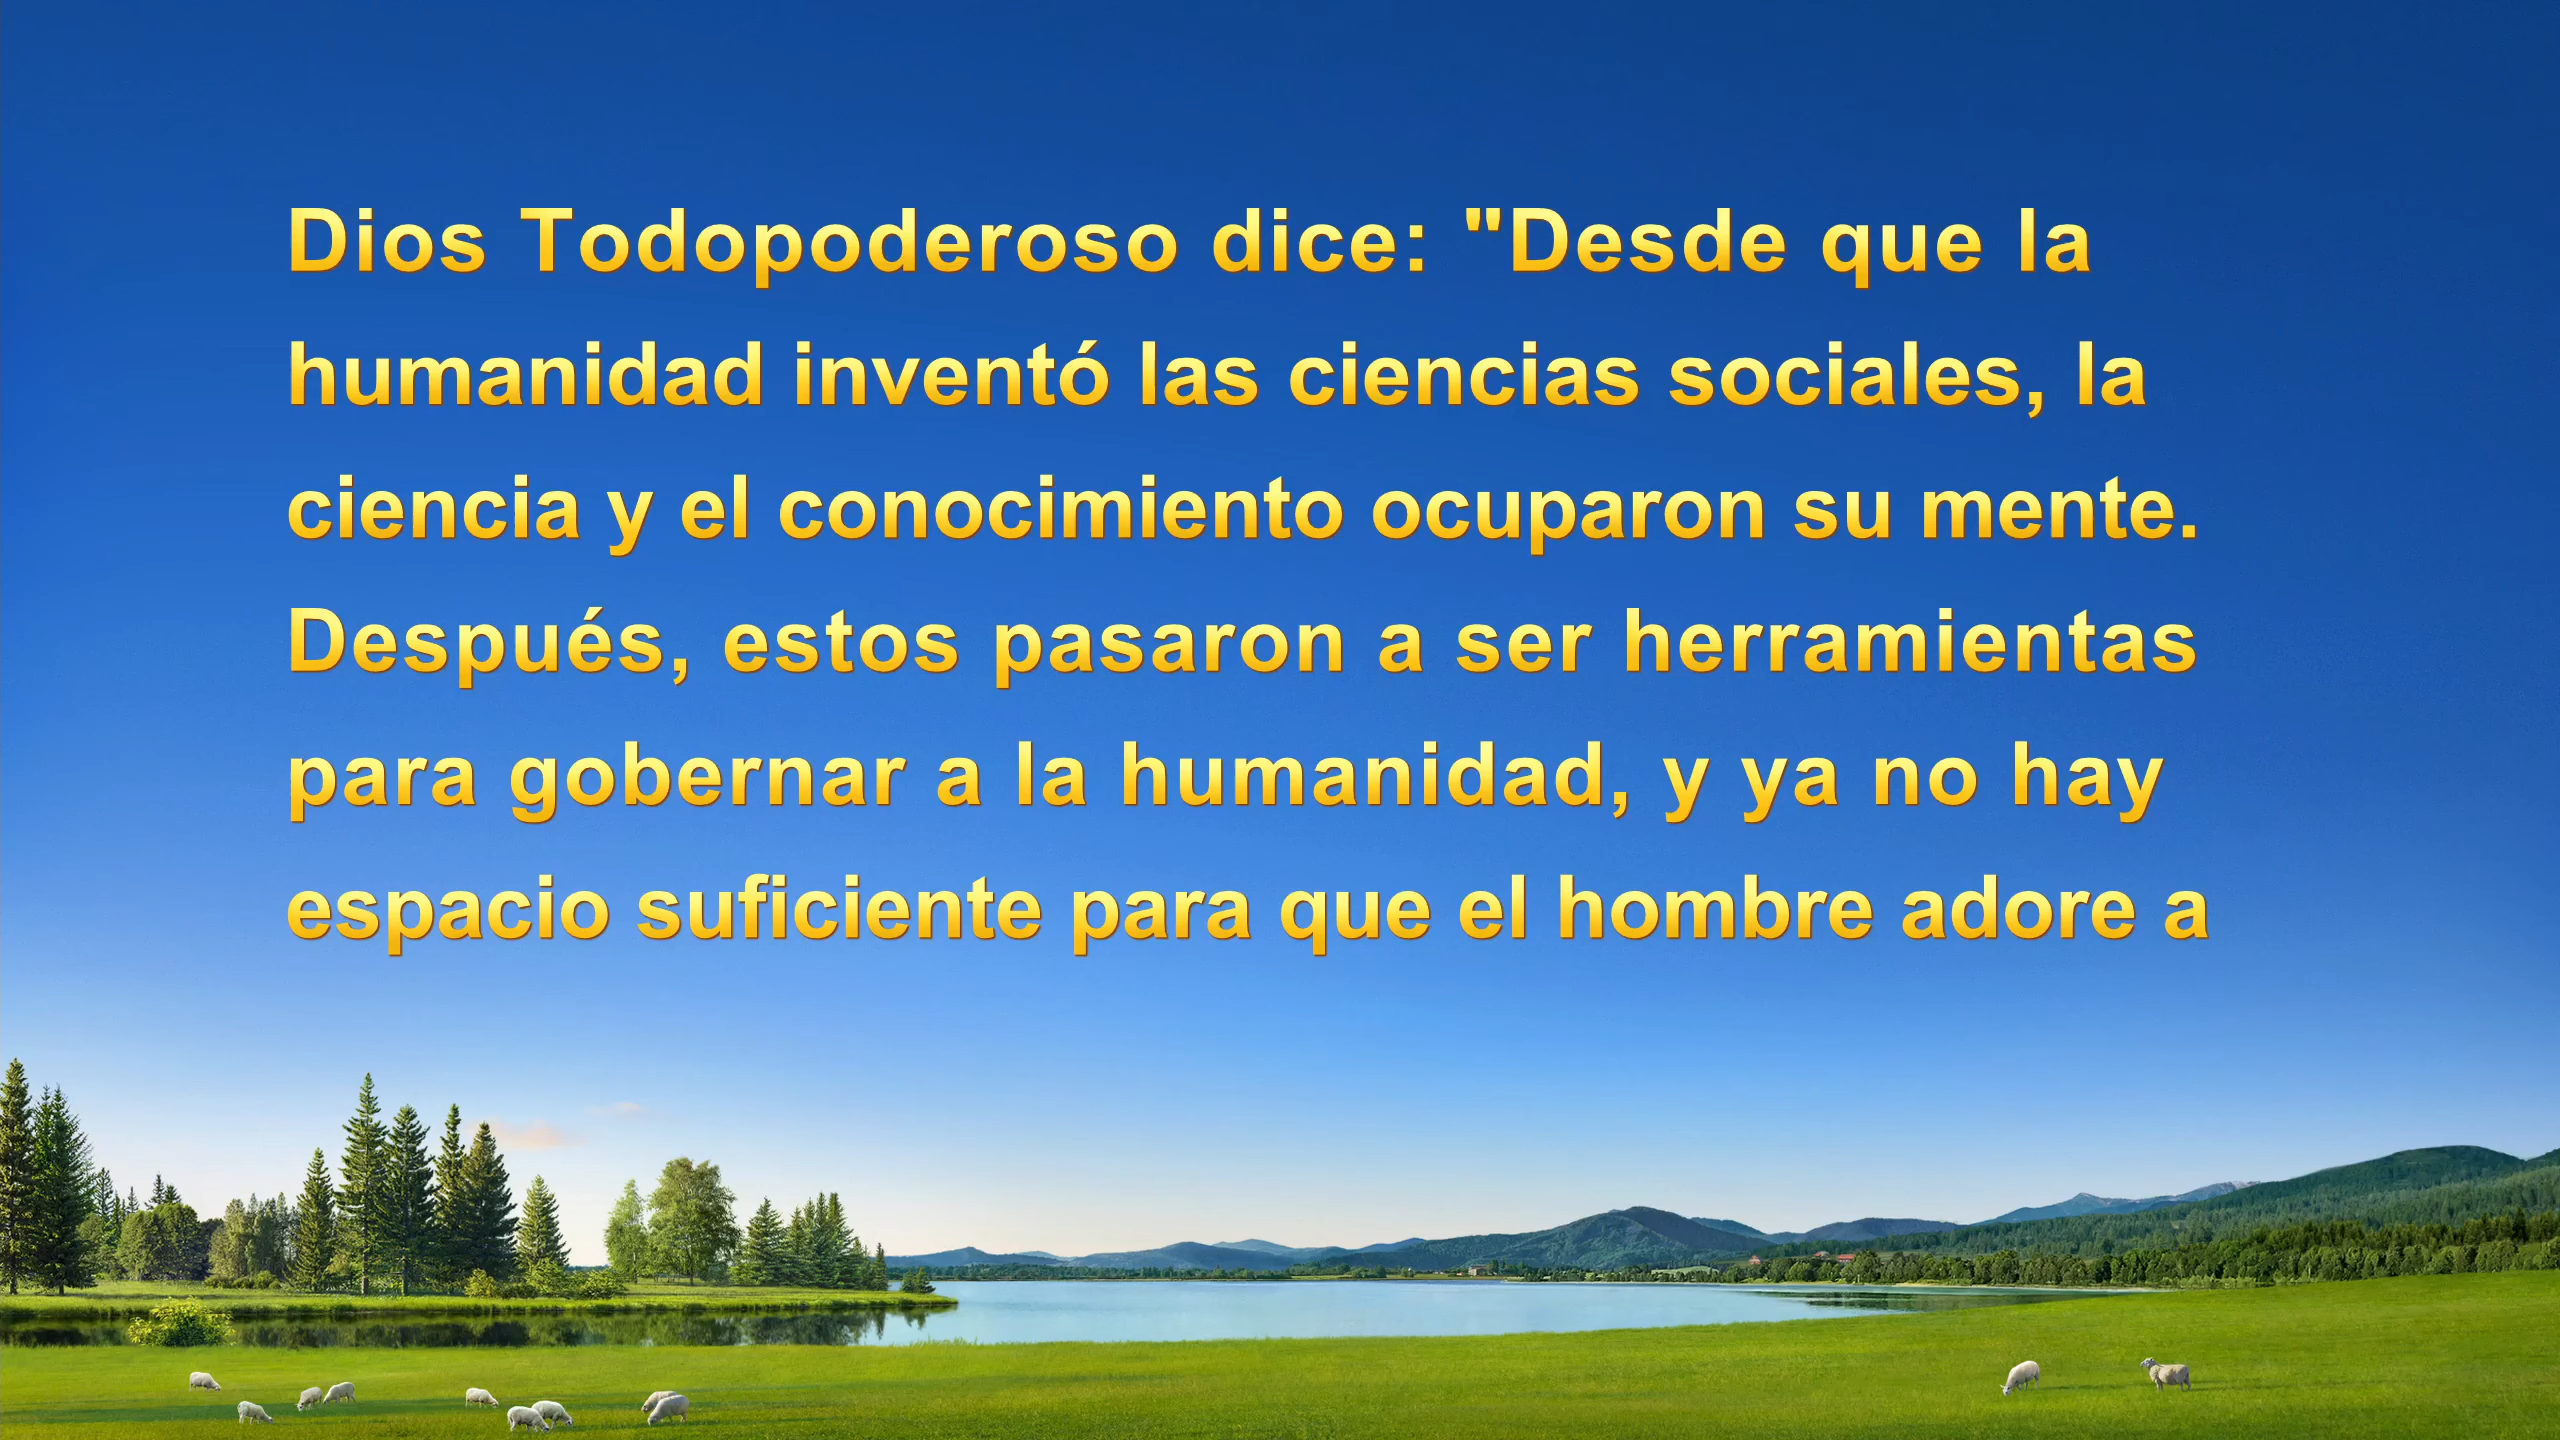 Dios Todopoderoso dice: "Desde que la
humanidad inventó las ciencias sociales, la
ciencia y el conocimiento ocuparon su mente.
Después, estos pasaron a ser herramientas
para gobernar a la humanidad, y ya no hay
espacio suficiente para que el hombre adore a